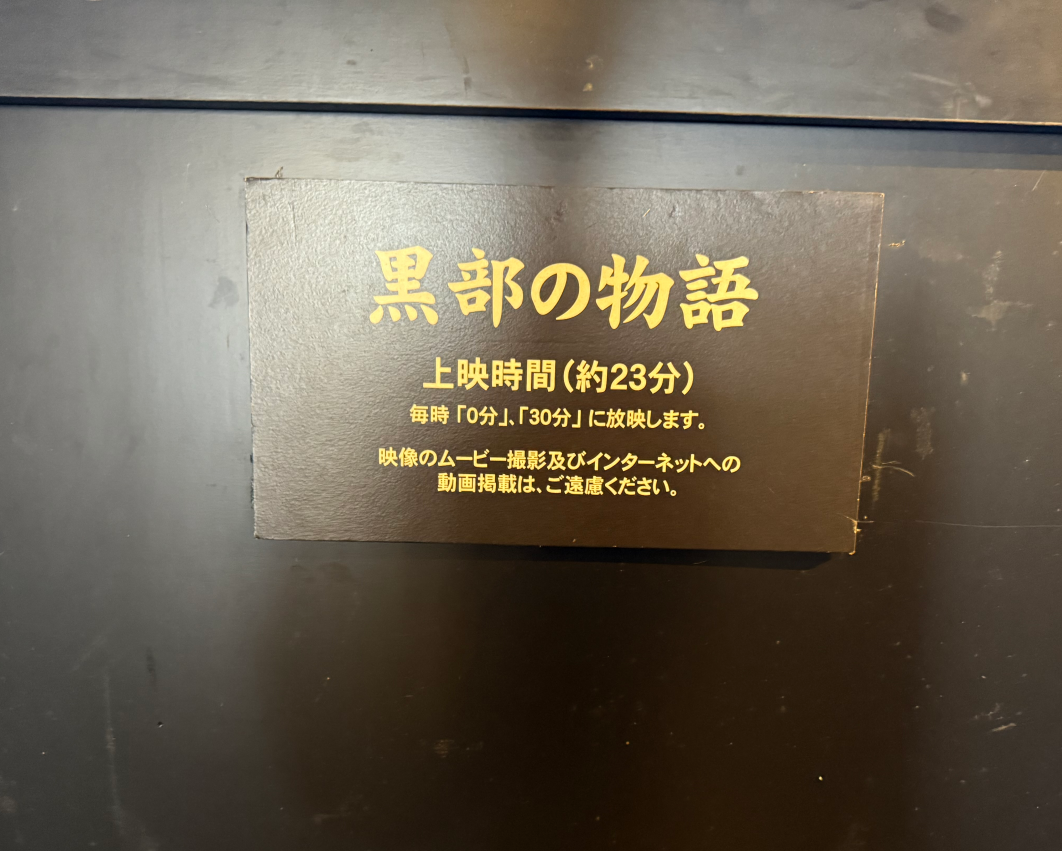 黒部の物語
上映時間(約23分)
毎時「0分」、「30分」に放映します。
映像のムービー撮影及びインターネットへの
動画掲載は、ご遠慮ください。